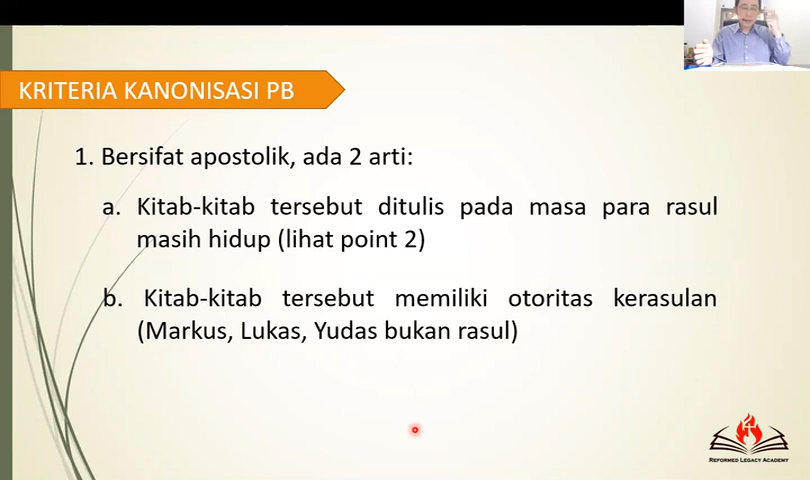 KRITERIA KANONISASI PB
1. Bersifat apostolik, ada 2 arti:
a. Kitab-kitab tersebut ditulis pada masa para rasul
masih hidup (lihat point 2)
b. Kitab-kitab tersebut memiliki otoritas kerasulan
(Markus, Lukas, Yudas bukan rasul)
REFORMED LEGACY ACADEMY